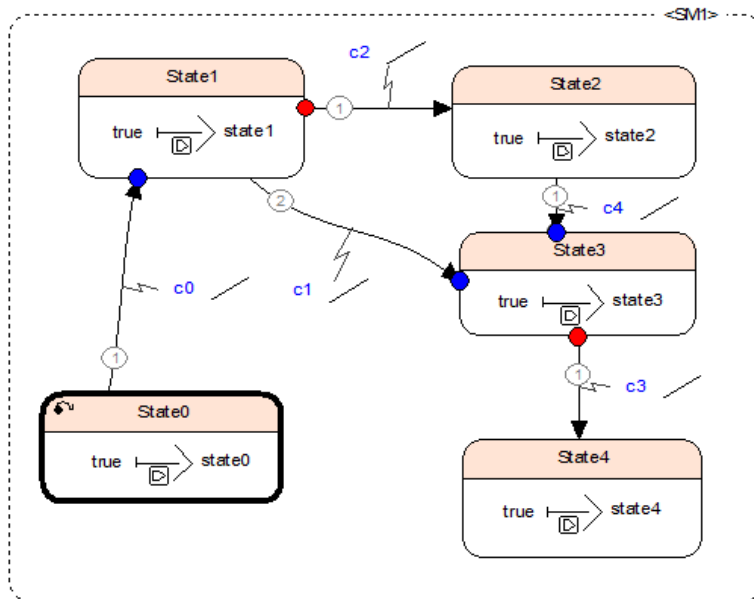 <SM1>
State1
true state1
1
c2
State2
true state2
2
1
c4
c0
c1
State3
true state3
1
1
c3
State0
true state0
State4
true state4